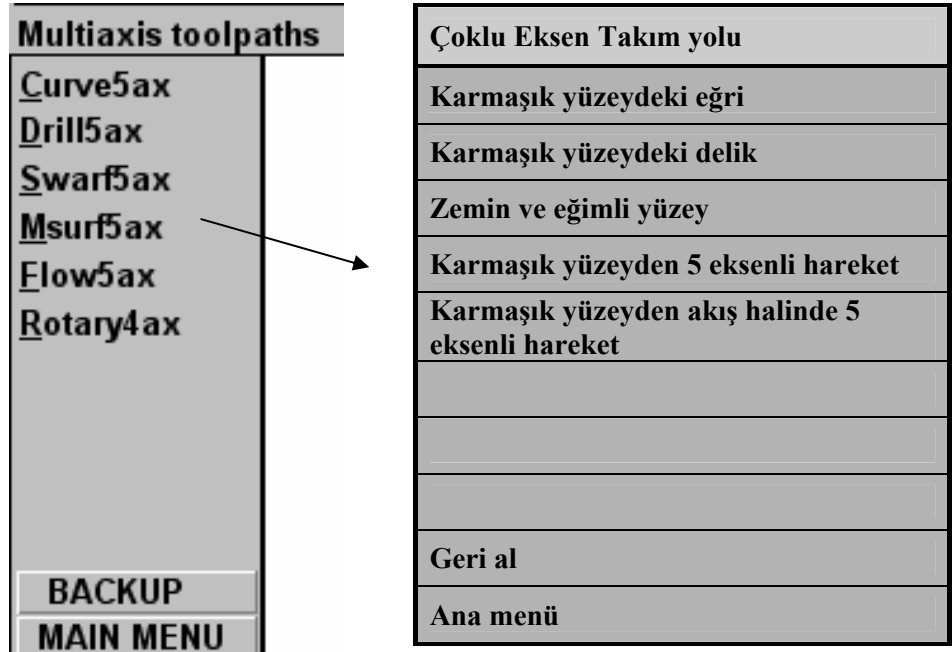 Multiaxis toolpaths
Curve5ax
Drill5ax
Swarf5ax
Msurf5ax
Flow5ax
Rotary4ax
BACKUP
MAIN MENU
Çoklu Eksen Takım yolu
Karmaşık yüzeydeki eğri
Karmaşık yüzeydeki delik
Zemin ve eğimli yüzey
Karmaşık yüzeyden 5 eksenli hareket
Karmaşık yüzeyden akış halinde 5
eksenli hareket
Geri al
Ana menü